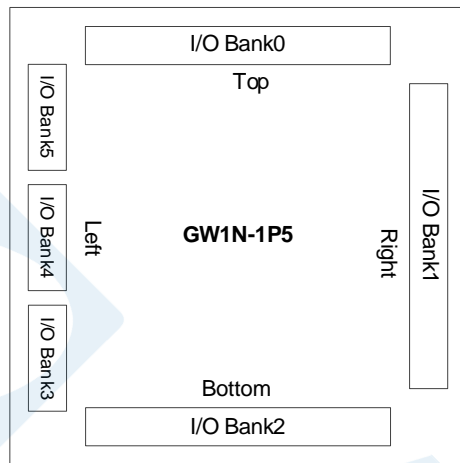 I/O Bank0
Top
I/O Bank5
I/O Bank4
I/O Bank3
Left
GW1N-1P5
Right
I/O Bank1
Bottom
I/O Bank2